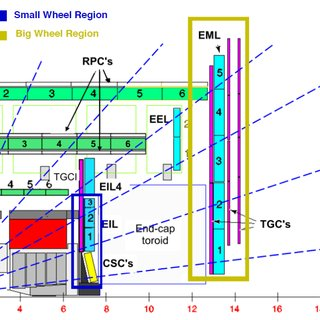 Small Wheel Region
Big Wheel Region
EML
RPC's
5
2 3 4 5 6
4
EEL
2
3 4 5 6
1
3
TGCI
EIL4
4 5 6
3
2
EIL
2
TGC's
End-cap
toroid
1
1
CSC's
4 6 8 10 12 14 16